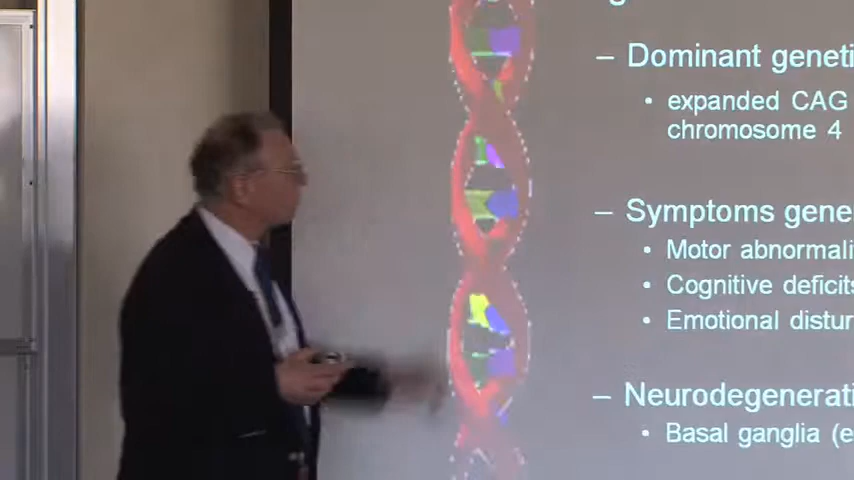 – Dominant geneti
• expanded CAG
chromosome 4
– Symptoms gene
• Motor abnormali
• Cognitive deficits
• Emotional distur
– Neurodegenerati
• Basal ganglia (e